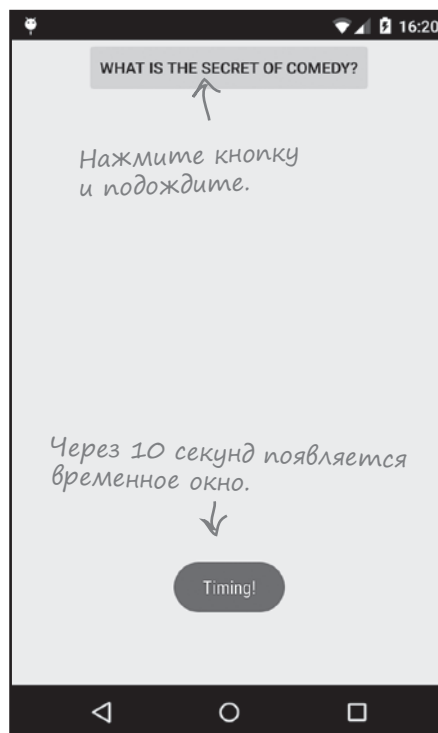 16:20
WHAT IS THE SECRET OF COMEDY?
Нажмите кнопку
и подождите.
Через 10 секунд появляется
временное окно.
Timing!